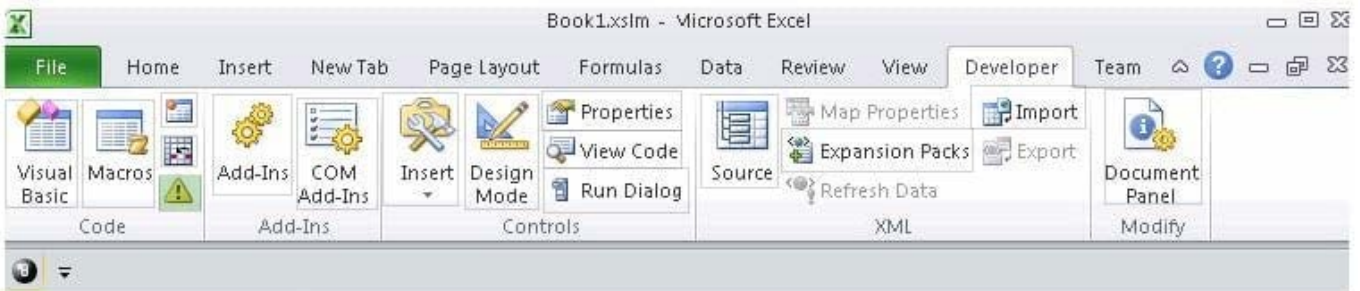 Book1.xslm - Microsoft Excel
File Home Insert New Tab Page Layout Formulas Data Review View Developer Team
Visual Basic
Macros
Add-Ins
COM Add-Ins
Insert
Design Mode
Properties
View Code
Run Dialog
Source
Map Properties
Expansion Packs
Refresh Data
Import
Export
Document Panel
Code Add-Ins Controls XML Modify